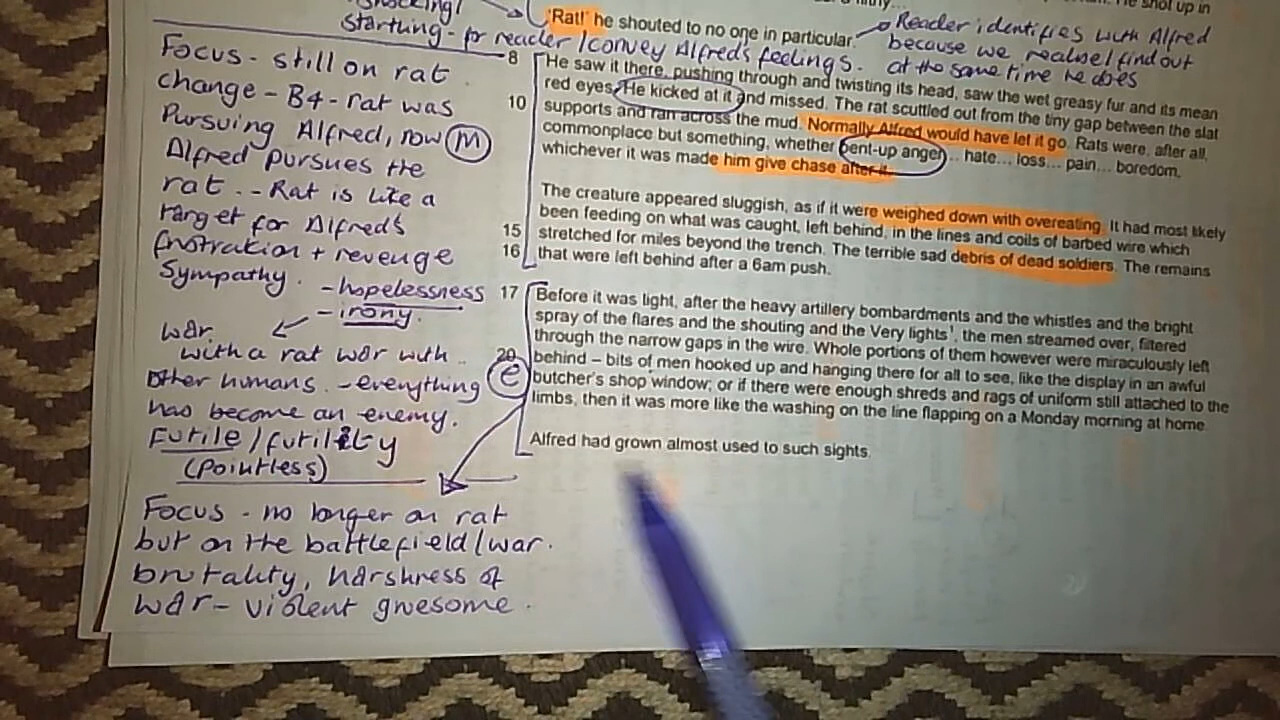 He shot up in
shocking!
'Rat!' he shouted to no one in particular.
startling - for reader / convey Alfred's feelings.
Reader identifies with Alfred
because we realise / find out
at the same time he does
8
He saw it there, pushing through and twisting its head, saw the wet greasy fur and its mean
red eyes. He kicked at it and missed. The rat scuttled out from the tiny gap between the slat
10
supports and ran across the mud. Normally Alfred would have let it go. Rats were, after all,
commonplace but something, whether pent-up anger... hate... loss... pain... boredom,
whichever it was made him give chase after it.
The creature appeared sluggish, as if it were weighed down with overeating. It had most likely
15
been feeding on what was caught, left behind, in the lines and coils of barbed wire which
16
stretched for miles beyond the trench. The terrible sad debris of dead soldiers. The remains
that were left behind after a 6am push.
17
Before it was light, after the heavy artillery bombardments and the whistles and the bright
spray of the flares and the shouting and the Very lights¹, the men streamed over, filtered
through the narrow gaps in the wire. Whole portions of them however were miraculously left
20
behind – bits of men hooked up and hanging there for all to see, like the display in an awful
butcher's shop window; or if there were enough shreds and rags of uniform still attached to the
limbs, then it was more like the washing on the line flapping on a Monday morning at home.
Alfred had grown almost used to such sights.
Focus - still on rat
change - B4 - rat was
Pursuing Alfred, now
M
Alfred pursues the
rat. - Rat is like a
target for Alfred's
frustration + revenge
Sympathy.
- hopelessness
- irony.
war
with a rat war with
other humans. - everything
e
has become an enemy.
Futile / futility
(pointless)
Focus - no longer on rat
but on the battlefield / war.
brutality, harshness of
war - violent gruesome.